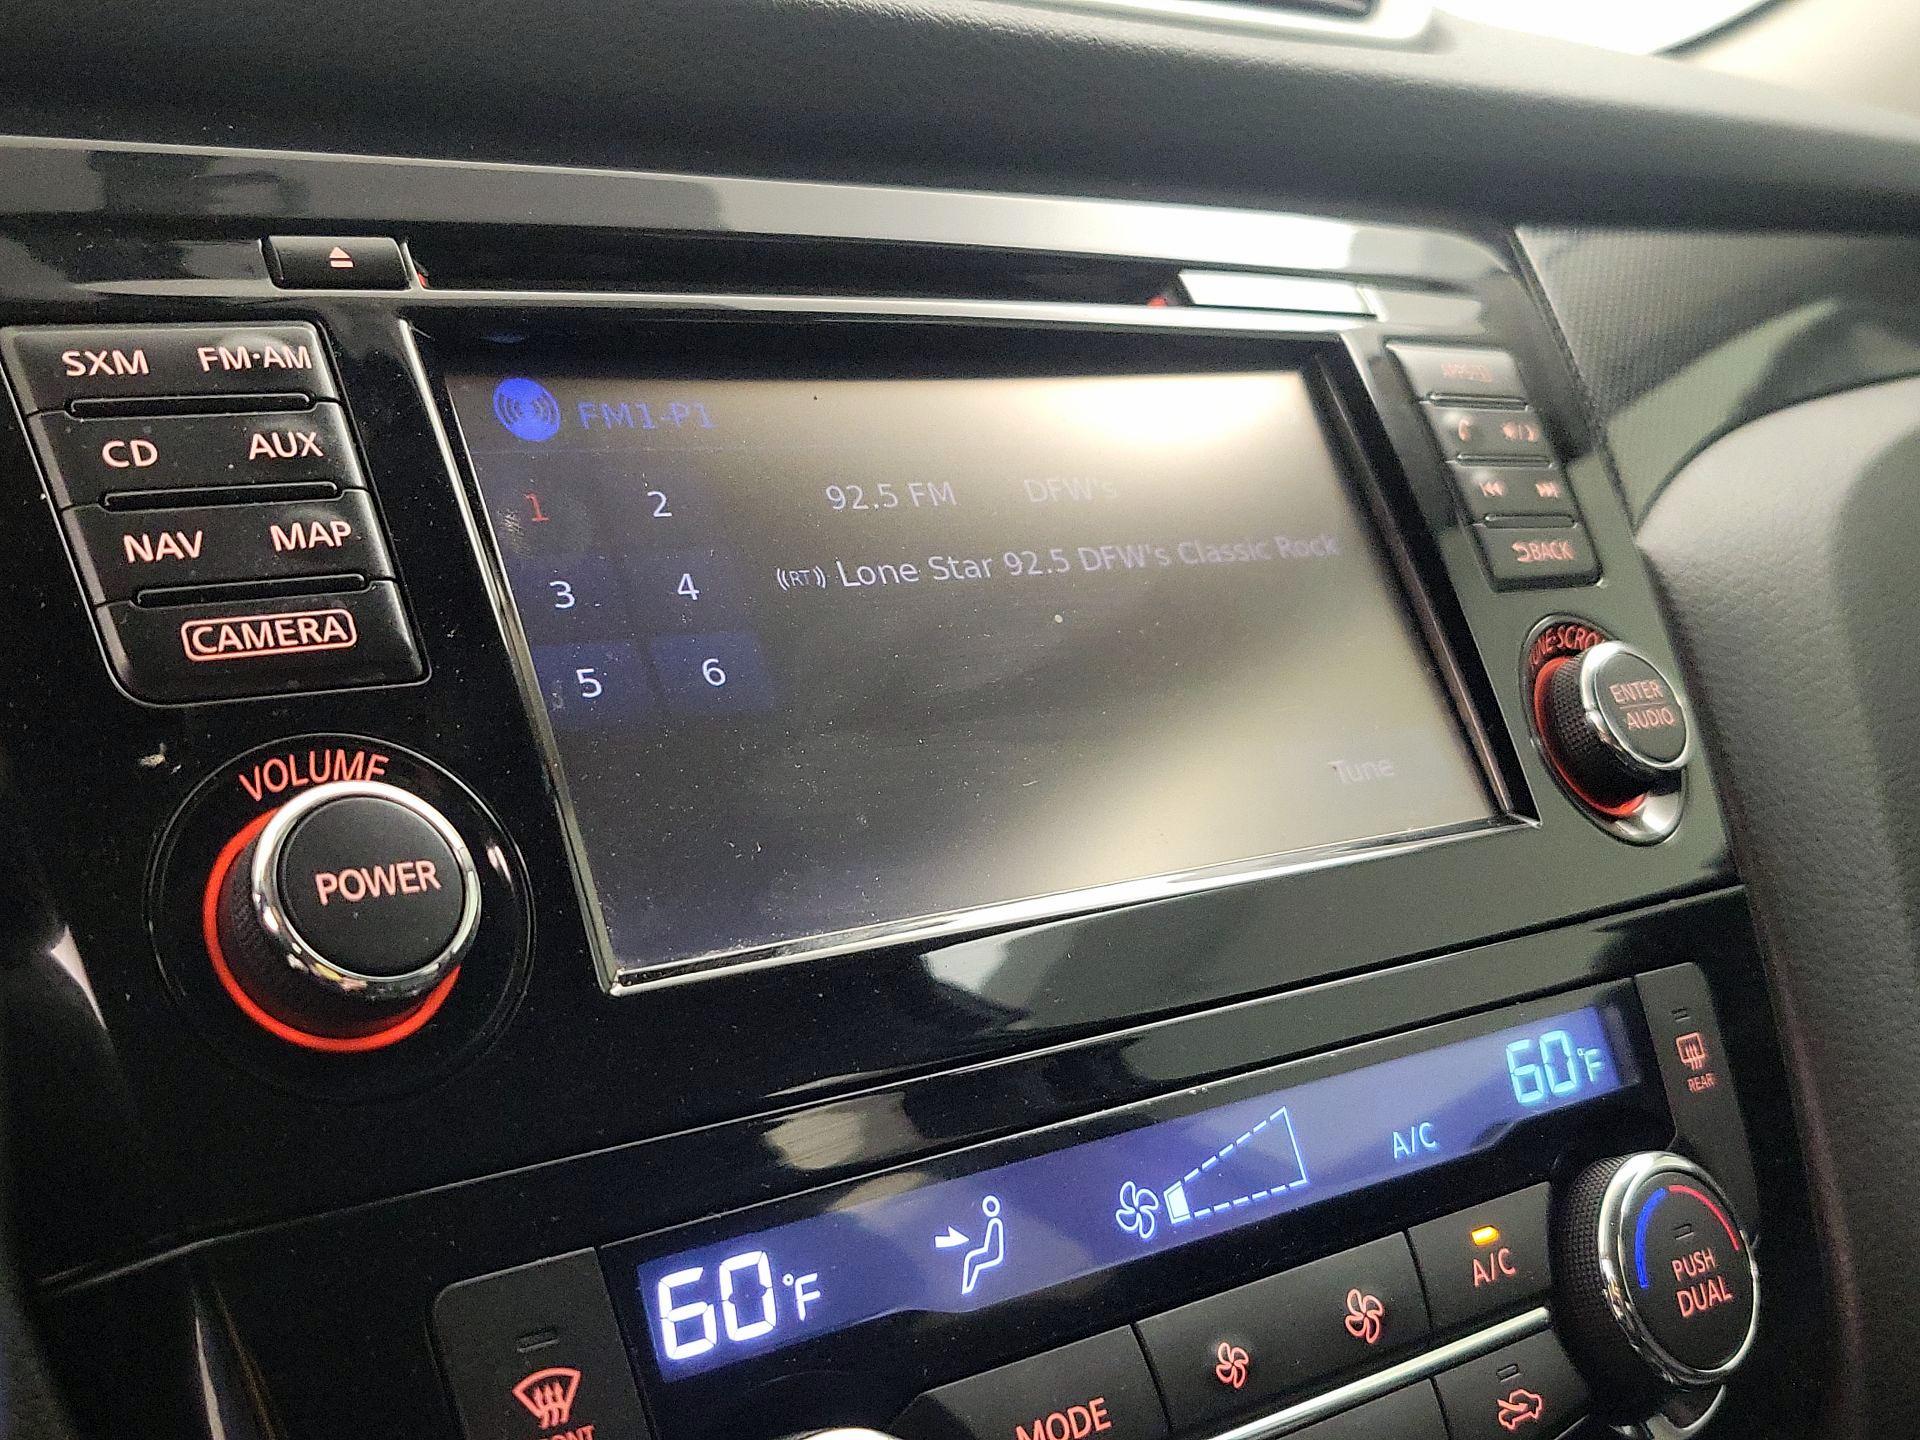 SXM FM·AM
CD AUX
NAV MAP
CAMERA
VOLUME
POWER
FM1-P1
1 2
92.5 FM DFW's
3 4
((RT)) Lone Star 92.5 DFW's Classic Rock
5 6
Tune
BACK
TUNE·SCROLL
ENTER
AUDIO
60°F
A/C
60°F
REAR
A/C
PUSH
DUAL
MODE